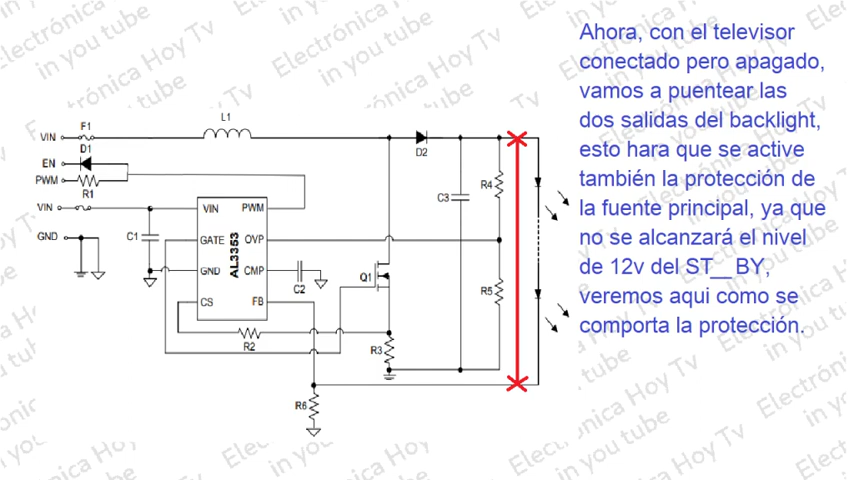 Ahora, con el televisor
conectado pero apagado,
vamos a puentear las
dos salidas del backlight,
esto hara que se active
también la protección de
la fuente principal, ya que
no se alcanzará el nivel
de 12v del ST__BY,
veremos aqui como se
comporta la protección.
VIN
F1
L1
D1
D2
EN
PWM
R1
VIN
GND
C1
VIN
PWM
GATE
OVP
GND
CMP
CS
FB
AL3353
C2
Q1
C3
R4
R5
R2
R3
R6
Electrónica Hoy Tv
in you tube